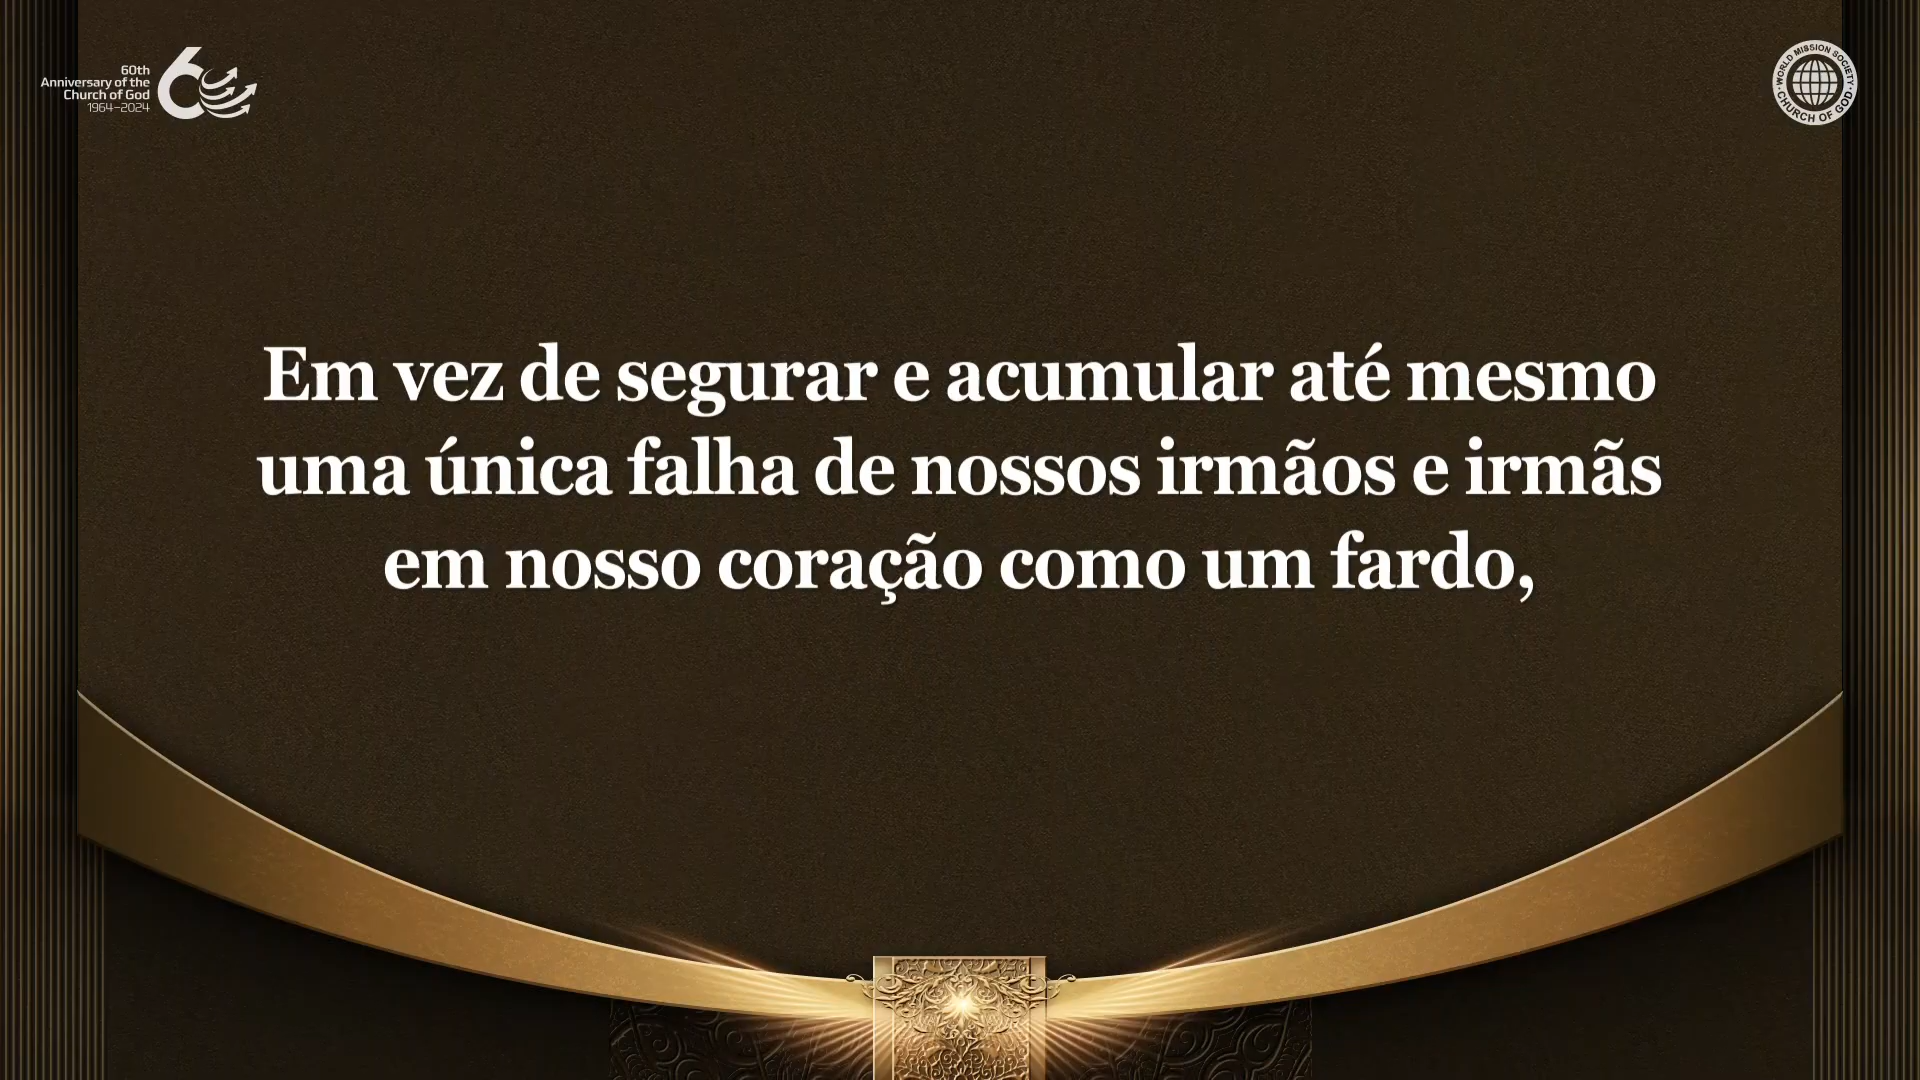 60th
Anniversary of the
Church of God
1964–2024
WORLD MISSION SOCIETY
CHURCH OF GOD
Em vez de segurar e acumular até mesmo
uma única falha de nossos irmãos e irmãs
em nosso coração como um fardo,